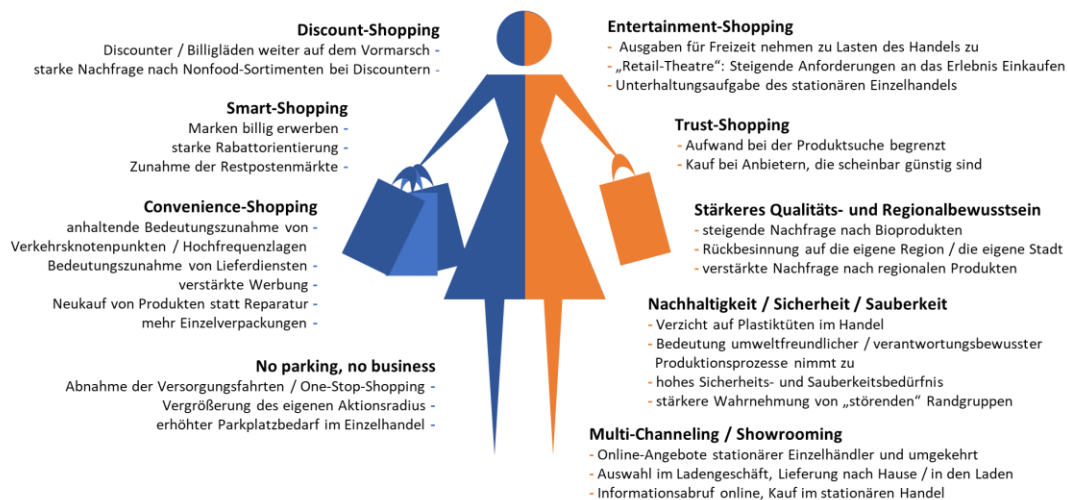 Discount-Shopping
Discounter / Billigläden weiter auf dem Vormarsch -
starke Nachfrage nach Nonfood-Sortimenten bei Discountern -
Smart-Shopping
Marken billig erwerben -
starke Rabattorientierung -
Zunahme der Restpostenmärkte -
Convenience-Shopping
anhaltende Bedeutungszunahme von -
Verkehrsknotenpunkten / Hochfrequenzlagen
Bedeutungszunahme von Lieferdiensten -
verstärkte Werbung -
Neukauf von Produkten statt Reparatur -
mehr Einzelverpackungen -
No parking, no business
Abnahme der Versorgungsfahrten / One-Stop-Shopping -
Vergrößerung des eigenen Aktionsradius -
erhöhter Parkplatzbedarf im Einzelhandel -
Entertainment-Shopping
- Ausgaben für Freizeit nehmen zu Lasten des Handels zu
- „Retail-Theatre“: Steigende Anforderungen an das Erlebnis Einkaufen
- Unterhaltungsaufgabe des stationären Einzelhandels
Trust-Shopping
- Aufwand bei der Produktsuche begrenzt
- Kauf bei Anbietern, die scheinbar günstig sind
Stärkeres Qualitäts- und Regionalbewusstsein
- steigende Nachfrage nach Bioprodukten
- Rückbesinnung auf die eigene Region / die eigene Stadt
- verstärkte Nachfrage nach regionalen Produkten
Nachhaltigkeit / Sicherheit / Sauberkeit
- Verzicht auf Plastiktüten im Handel
- Bedeutung umweltfreundlicher / verantwortungsbewusster
Produktionsprozesse nimmt zu
- hohes Sicherheits- und Sauberkeitsbedürfnis
- stärkere Wahrnehmung von „störenden“ Randgruppen
Multi-Channeling / Showrooming
- Online-Angebote stationärer Einzelhändler und umgekehrt
- Auswahl im Ladengeschäft, Lieferung nach Hause / in den Laden
- Informationsabruf online, Kauf im stationären Handel